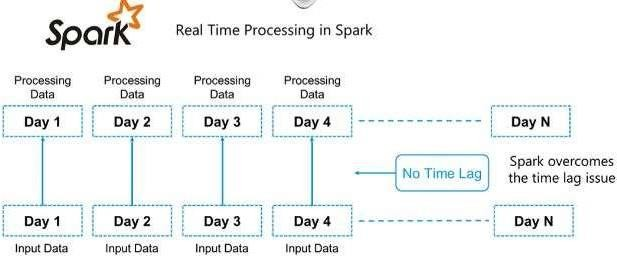 Spark
Real Time Processing in Spark
Processing
Data
Processing
Data
Processing
Data
Processing
Data
Day 1
Day 2
Day 3
Day 4
Day N
No Time Lag
Spark overcomes
the time lag issue
Day 1
Day 2
Day 3
Day 4
Day N
Input Data
Input Data
Input Data
Input Data